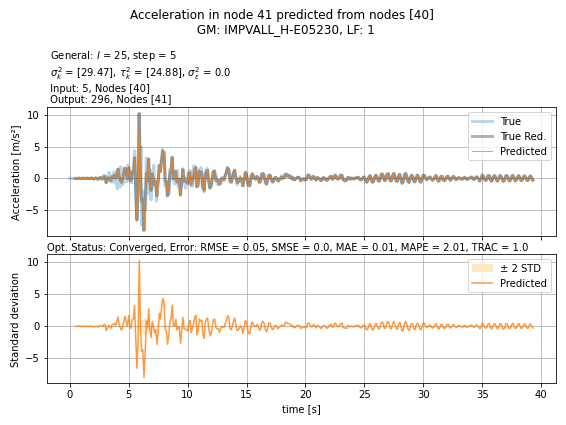 Acceleration in node 41 predicted from nodes [40]
GM: IMPVALL_H-E05230, LF: 1
General: l = 25, step = 5
σ²ₖ = [29.47], τ²ₖ = [24.88], σ²ε = 0.0
Input: 5, Nodes [40]
Output: 296, Nodes [41]
Acceleration [m/s²]
10
5
0
−5
True
True Red.
Predicted
Opt. Status: Converged, Error: RMSE = 0.05, SMSE = 0.0, MAE = 0.01, MAPE = 2.01, TRAC = 1.0
Standard deviation
10
5
0
−5
± 2 STD
Predicted
0 5 10 15 20 25 30 35 40
time [s]